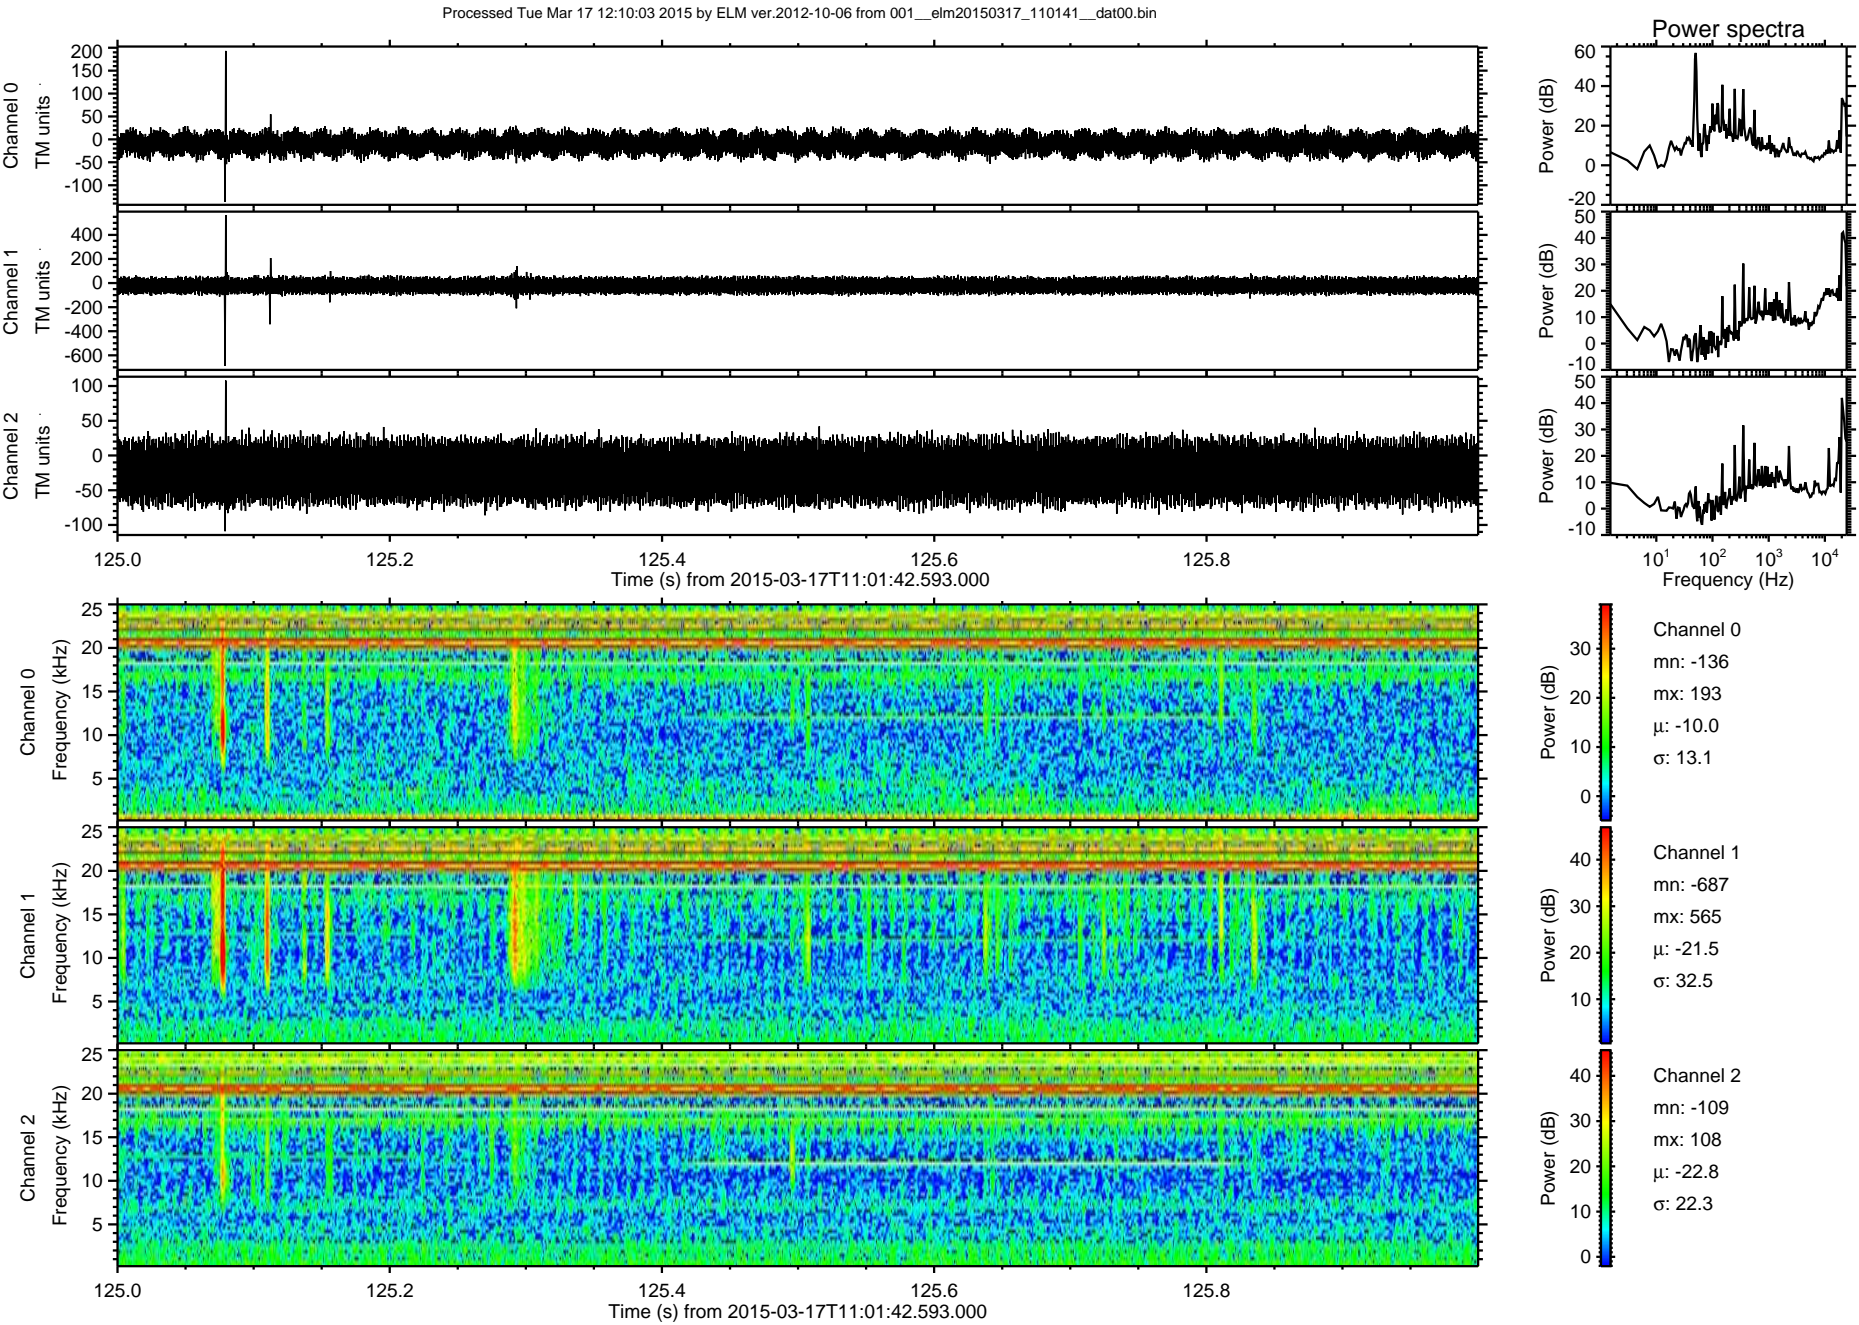 Processed Tue Mar 17 12:10:03 2015 by ELM ver.2012-10-06 from 001__elm20150317_110141__dat00.bin
Power spectra
Channel 0
TM units
200
150
100
50
0
-50
-100
Power (dB)
60
40
20
0
-20
Channel 1
TM units
400
200
0
-200
-400
-600
Power (dB)
50
40
30
20
10
0
-10
Channel 2
TM units
100
50
0
-50
-100
Power (dB)
50
40
30
20
10
0
-10
125.0 125.2 125.4 125.6 125.8
Time (s) from 2015-03-17T11:01:42.593.000
10¹ 10² 10³ 10⁴
Frequency (Hz)
Channel 0
Frequency (kHz)
25
20
15
10
5
Power (dB)
30
20
10
0
Channel 0
mn: -136
mx: 193
μ: -10.0
σ: 13.1
Channel 1
Frequency (kHz)
25
20
15
10
5
Power (dB)
40
30
20
10
Channel 1
mn: -687
mx: 565
μ: -21.5
σ: 32.5
Channel 2
Frequency (kHz)
25
20
15
10
5
Power (dB)
40
30
20
10
0
Channel 2
mn: -109
mx: 108
μ: -22.8
σ: 22.3
125.0 125.2 125.4 125.6 125.8
Time (s) from 2015-03-17T11:01:42.593.000